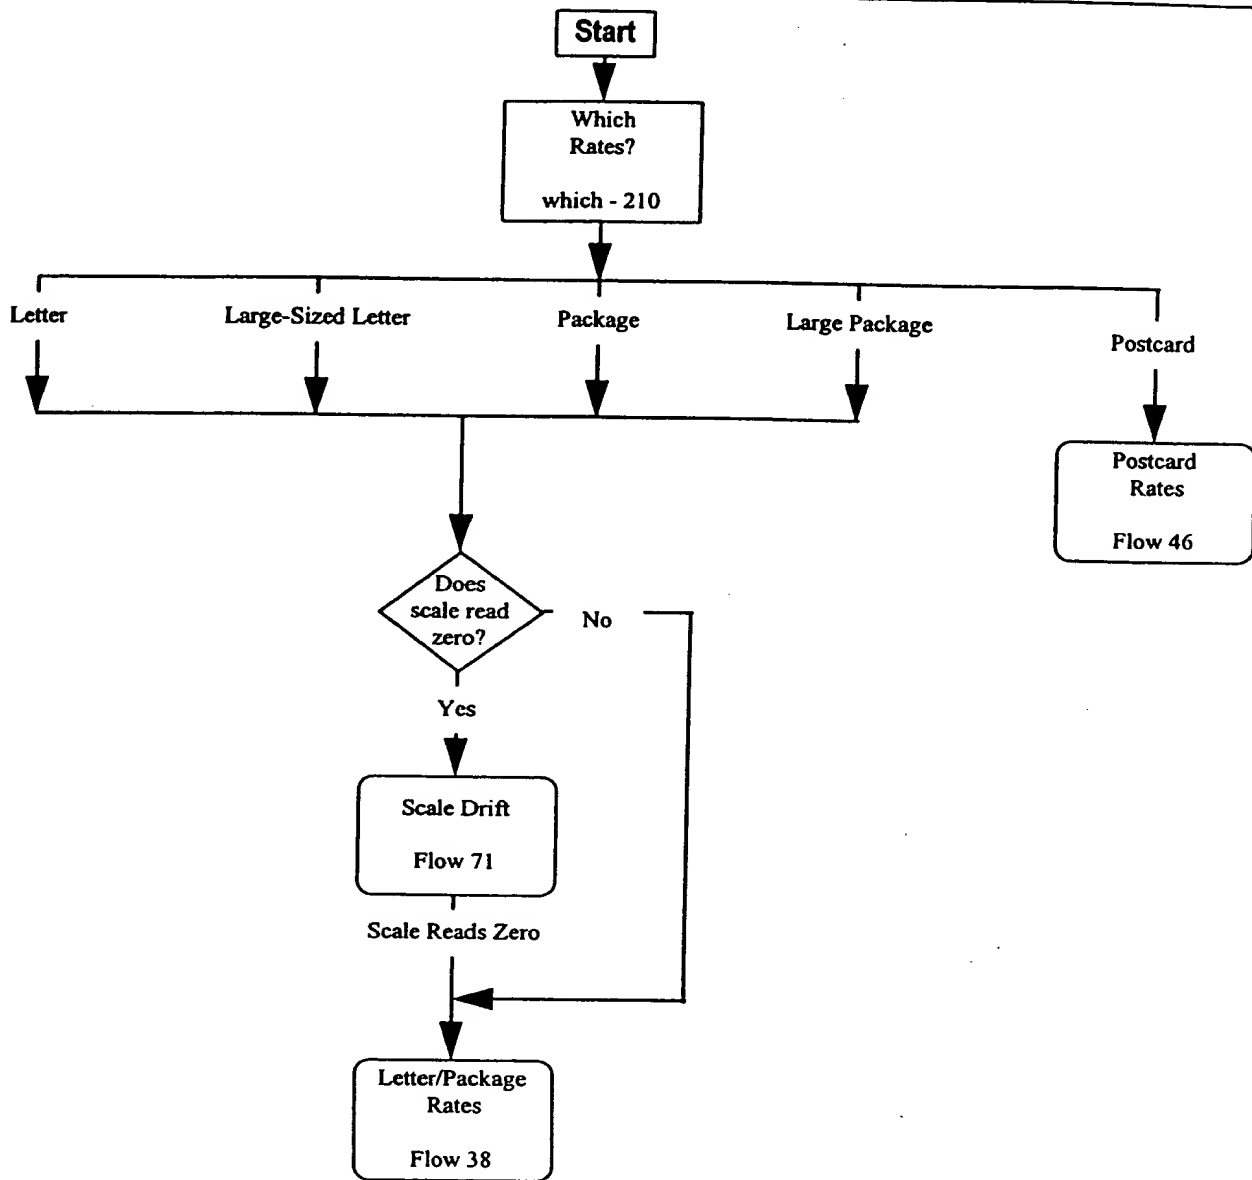 Start
Which
Rates?
which - 210
Letter
Large-Sized Letter
Package
Large Package
Postcard
Postcard
Rates
Flow 46
Does
scale read
zero?
No
Yes
Scale Drift
Flow 71
Scale Reads Zero
Letter/Package
Rates
Flow 38